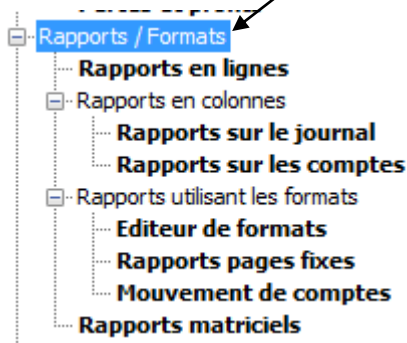 Rapports / Formats
Rapports en lignes
Rapports en colonnes
Rapports sur le journal
Rapports sur les comptes
Rapports utilisant les formats
Editeur de formats
Rapports pages fixes
Mouvement de comptes
Rapports matriciels